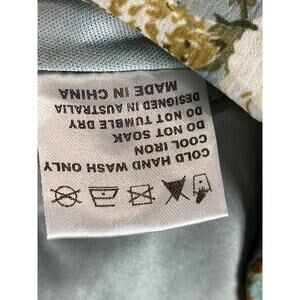 COLD HAND WASH ONLY
COOL IRON
DO NOT SOAK
DO NOT TUMBLE DRY
DESIGNED IN AUSTRALIA
MADE IN CHINA